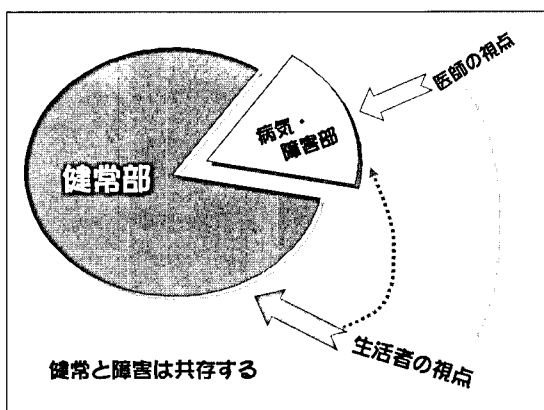 医師の視点
病気・
障害部
健常部
生活者の視点
健常と障害は共存する